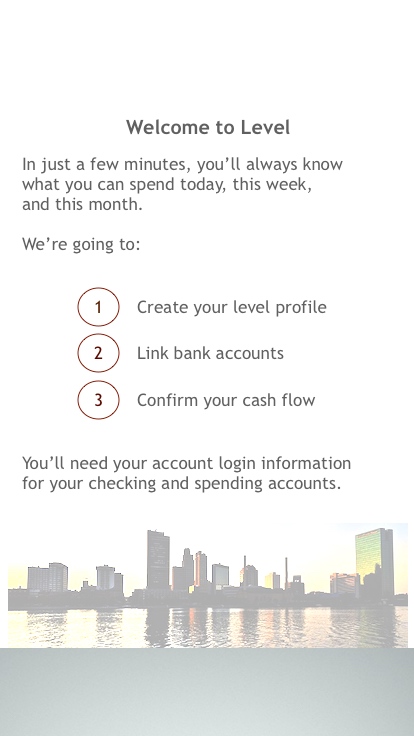 Welcome to Level
In just a few minutes, you’ll always know
what you can spend today, this week,
and this month.
We’re going to:
1 Create your level profile
2 Link bank accounts
3 Confirm your cash flow
You’ll need your account login information
for your checking and spending accounts.